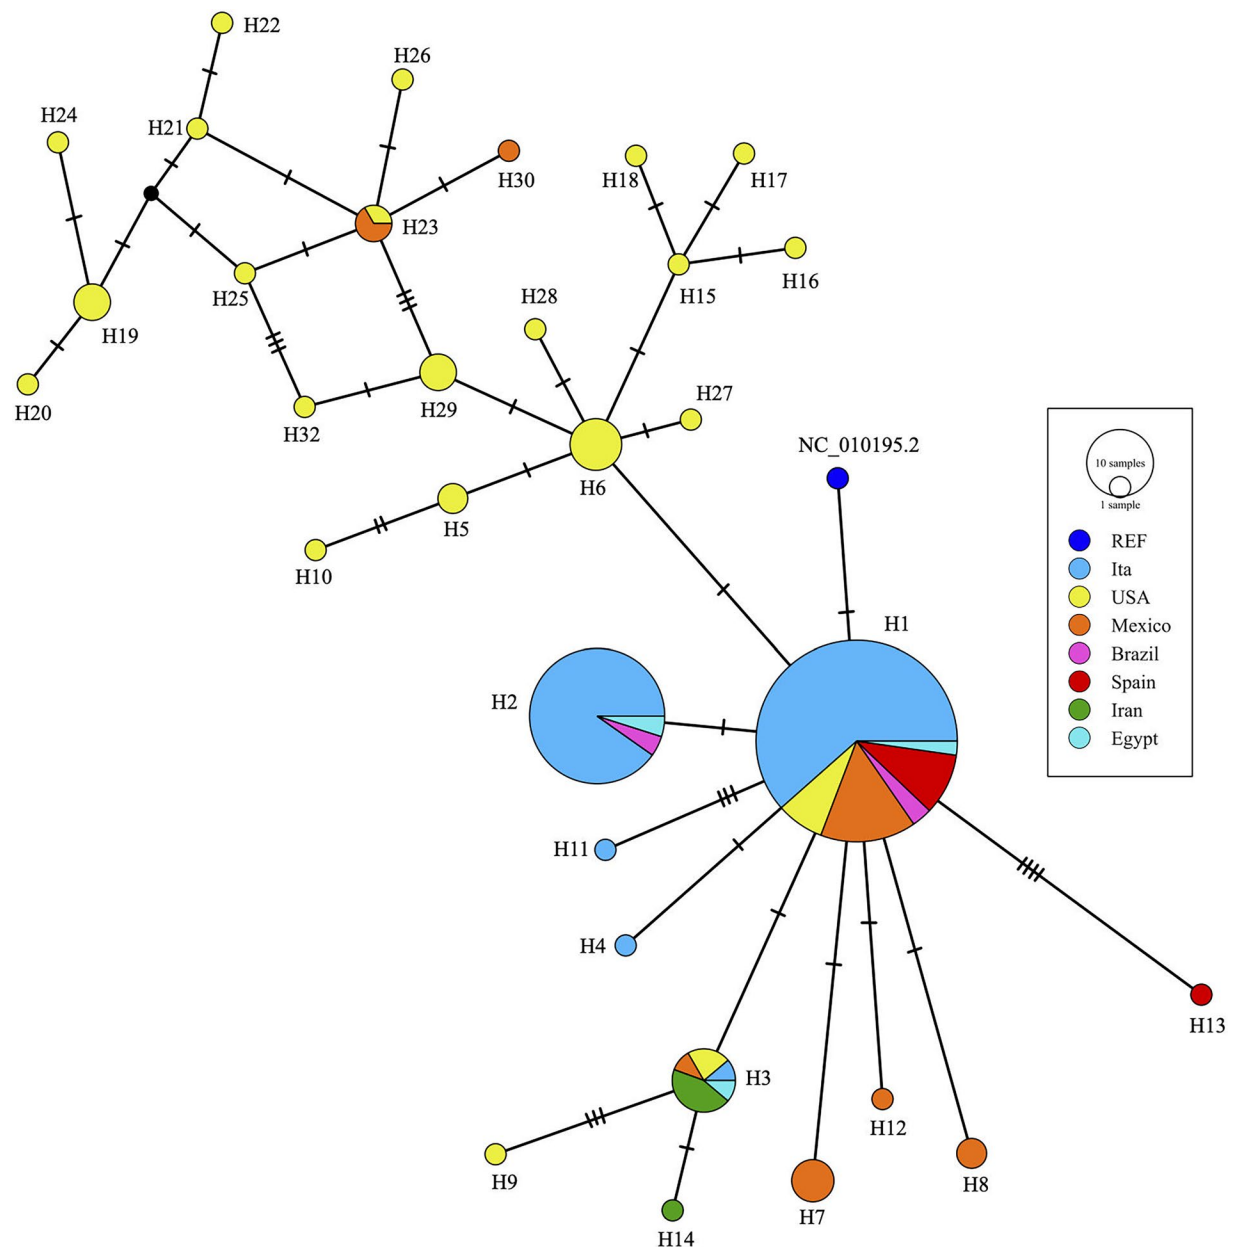 H22
H26
H24
H21
H18
H17
H30
H23
H16
H25
H15
H28
H19
H27
H29
H20
H32
NC_010195.2
10 samples
H6
1 sample
H5
REF
Ita
H10
USA
H1
Mexico
Brazil
Spain
H2
Iran
Egypt
H11
H4
H13
H3
H12
H9
H8
H7
H14